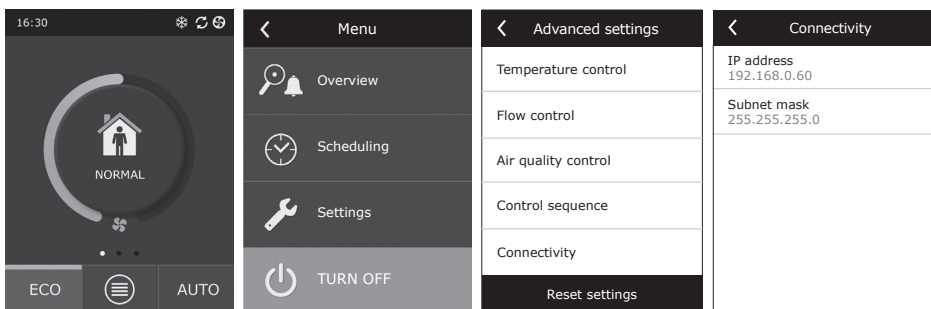 16:30
NORMAL
ECO
AUTO
Menu
Overview
Scheduling
Settings
TURN OFF
Advanced settings
Temperature control
Flow control
Air quality control
Control sequence
Connectivity
Reset settings
Connectivity
IP address
192.168.0.60
Subnet mask
255.255.255.0